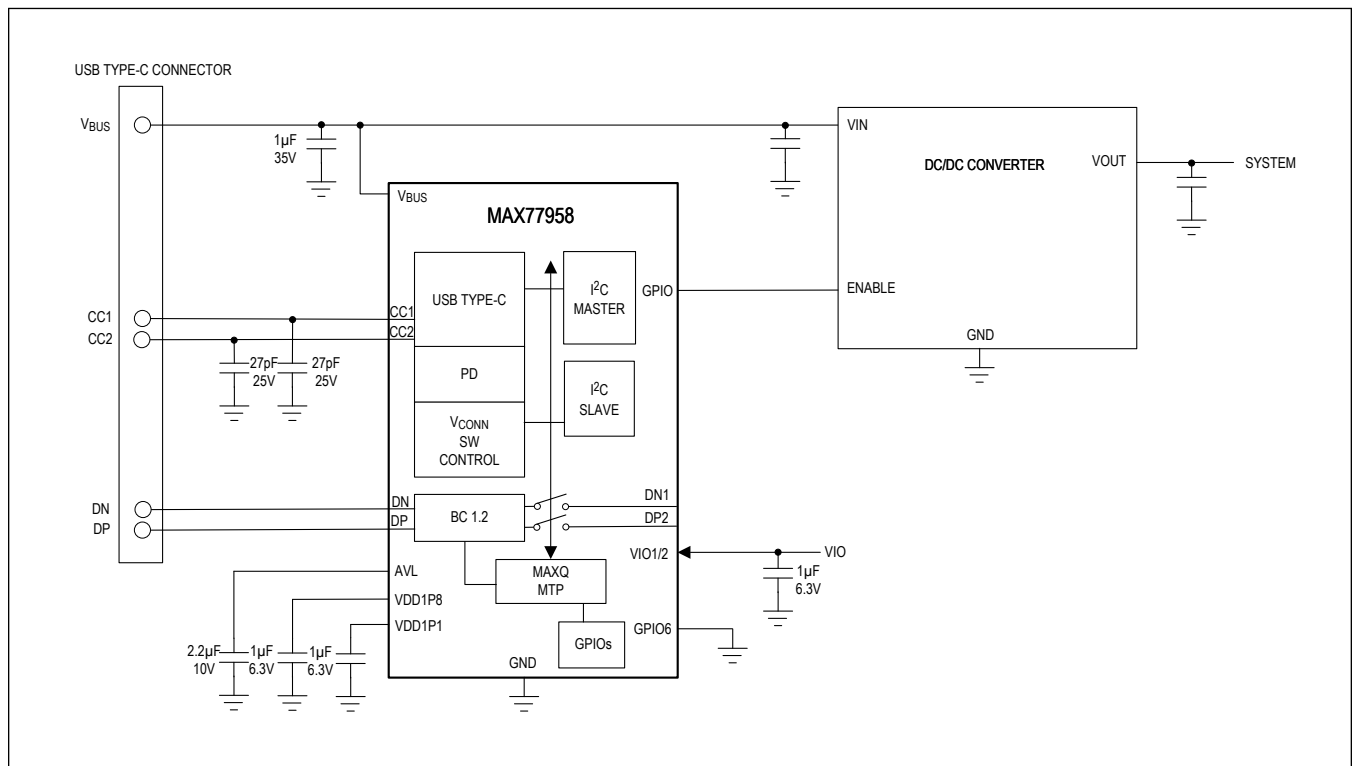 USB TYPE-C CONNECTOR
VBUS
1µF
35V
VIN
DC/DC CONVERTER
VOUT
SYSTEM
VBUS
MAX77958
USB TYPE-C
I2C
MASTER
GPIO
ENABLE
CC1
CC2
CC1
CC2
GND
27pF
25V
27pF
25V
PD
I2C
SLAVE
VCONN
SW
CONTROL
DN
DP
DN
DP
BC 1.2
DN1
DP2
VIO1/2
VIO
1µF
6.3V
AVL
VDD1P8
VDD1P1
MAXQ
MTP
GPIO6
GPIOs
2.2µF
10V
1µF
6.3V
1µF
6.3V
GND